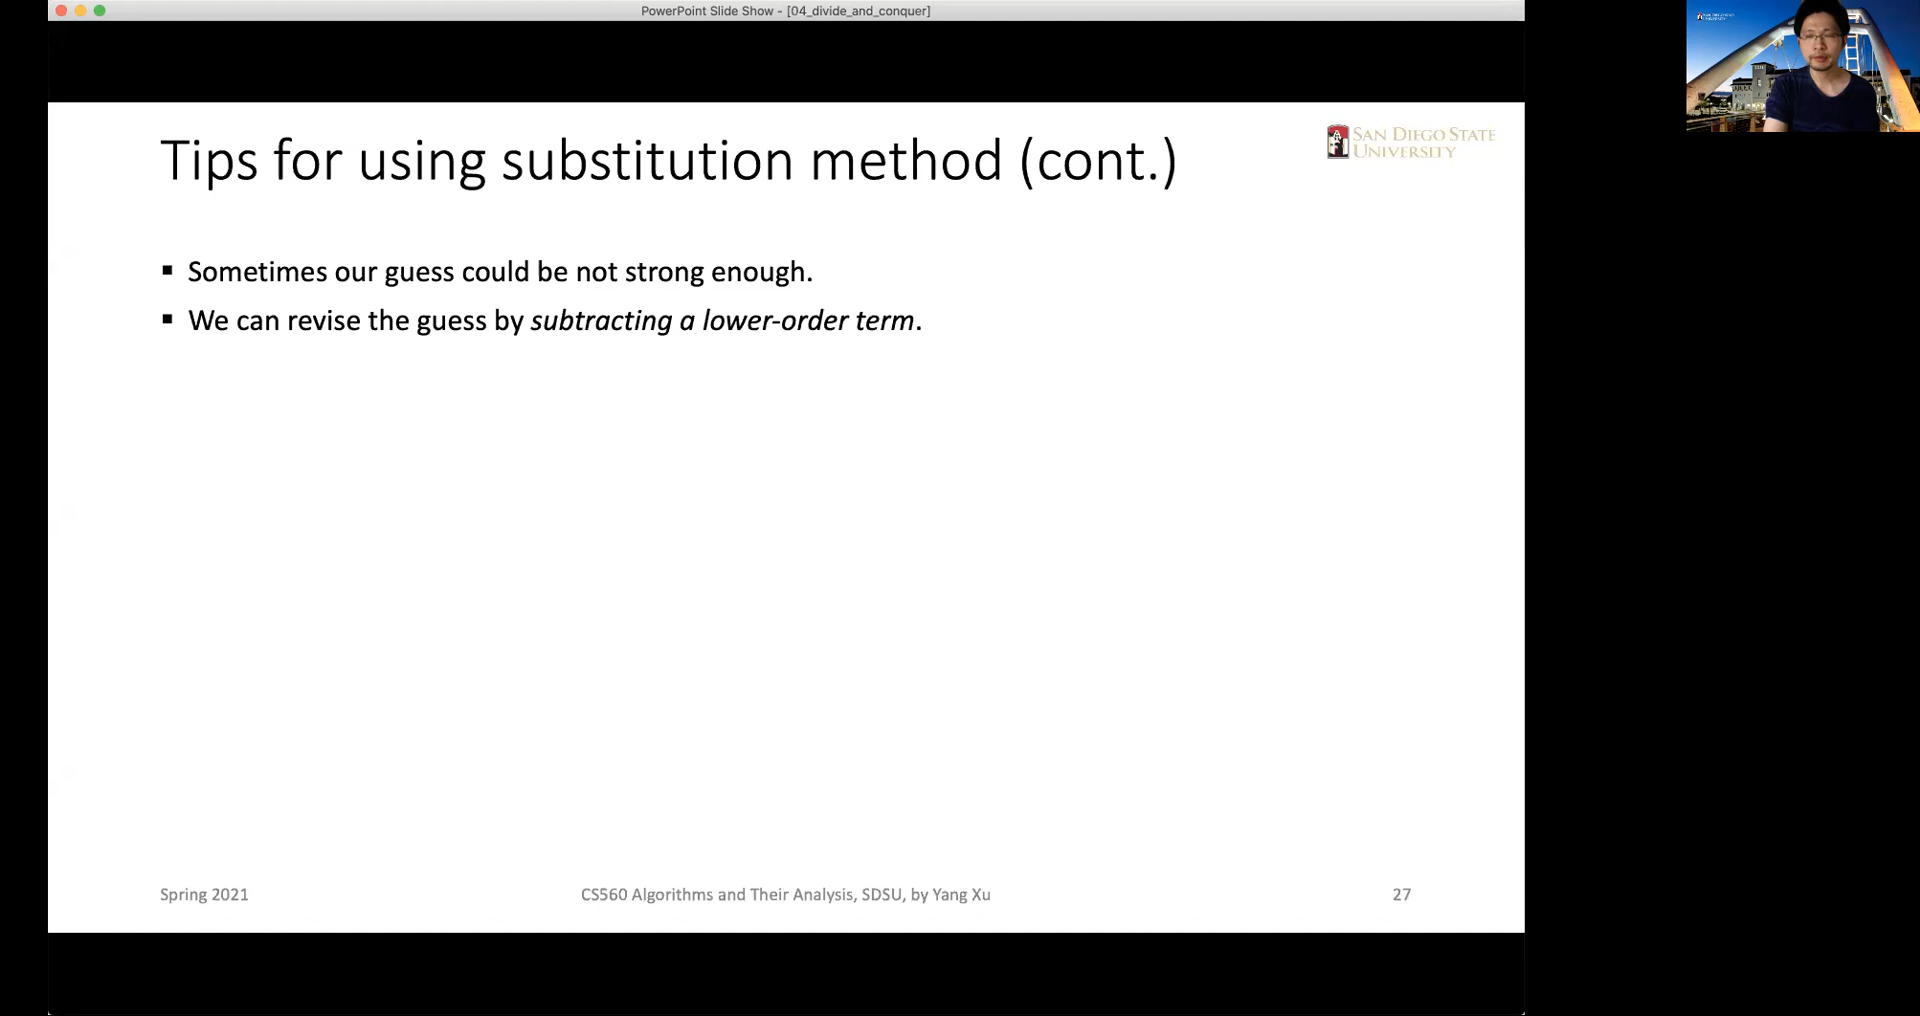 PowerPoint Slide Show - [04_divide_and_conquer]
Tips for using substitution method (cont.)
SAN DIEGO STATE
UNIVERSITY
▪ Sometimes our guess could be not strong enough.
▪ We can revise the guess by subtracting a lower-order term.
Spring 2021
CS560 Algorithms and Their Analysis, SDSU, by Yang Xu
27